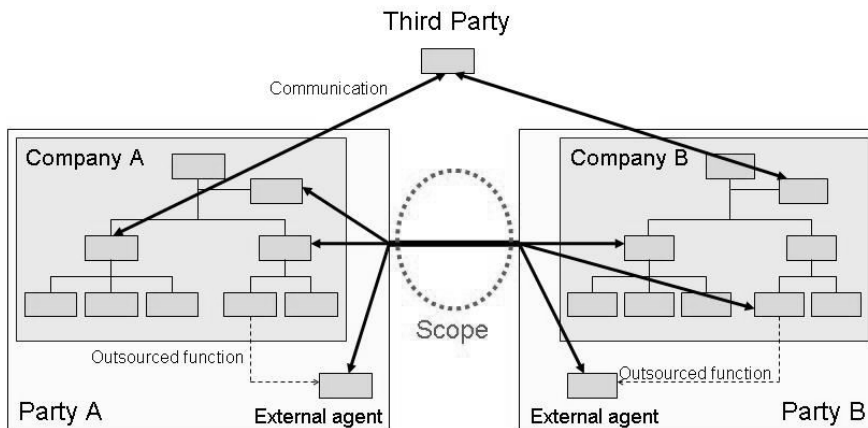 Third Party
Communication
Company A
Company B
Scope
Outsourced function
Outsourced function
Party A
External agent
External agent
Party B